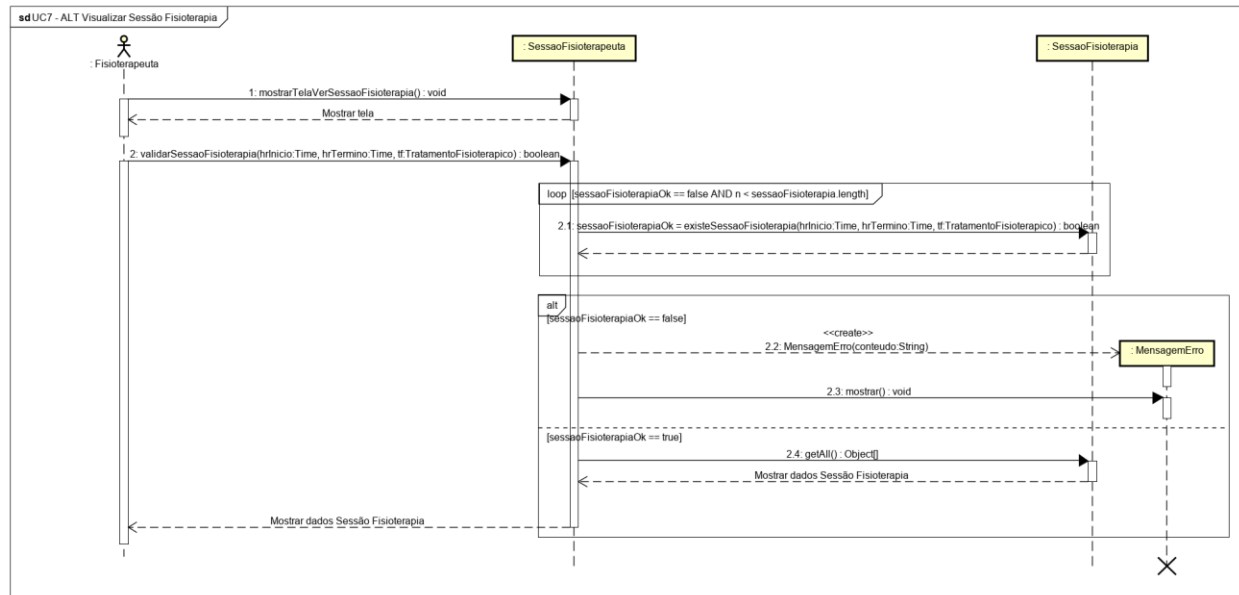 sd UC7 - ALT Visualizar Sessão Fisioterapia
: Fisioterapeuta
: SessaoFisioterapeuta
: SessaoFisioterapia
1: mostrarTelaVerSessaoFisioterapia() : void
Mostrar tela
2: validarSessaoFisioterapia(hrInicio:Time, hrTermino:Time, tf:TratamentoFisioterapico) : boolean
loop [sessaoFisioterapiaOk == false AND n < sessaoFisioterapia.length]
2.1: sessaoFisioterapiaOk = existeSessaoFisioterapia(hrInicio:Time, hrTermino:Time, tf:TratamentoFisioterapico) : boolean
alt
[sessaoFisioterapiaOk == false]
<<create>>
2.2: MensagemErro(conteudo:String)
: MensagemErro
2.3: mostrar() : void
[sessaoFisioterapiaOk == true]
2.4: getAll() : Object[]
Mostrar dados Sessão Fisioterapia
Mostrar dados Sessão Fisioterapia